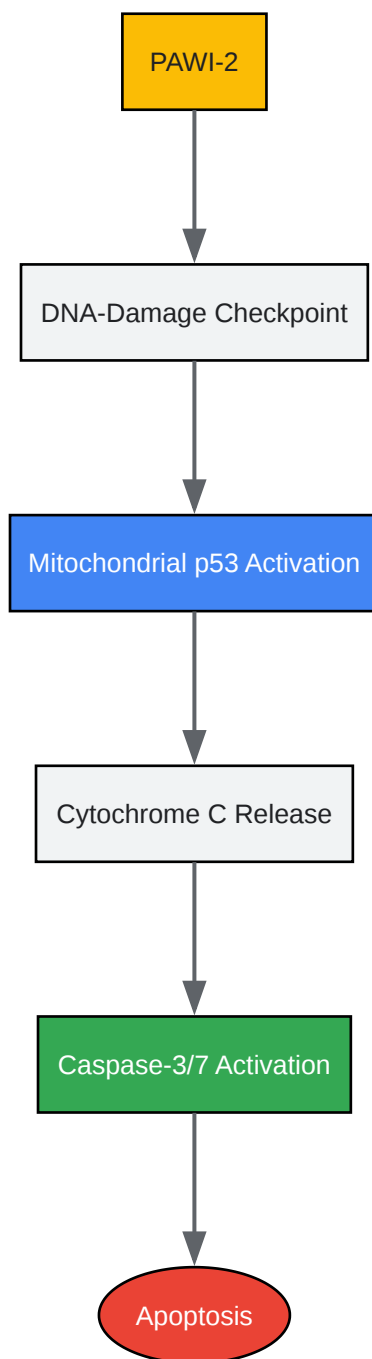 PAWI-2
DNA-Damage Checkpoint
Mitochondrial p53 Activation
Cytochrome C Release
Caspase-3/7 Activation
Apoptosis